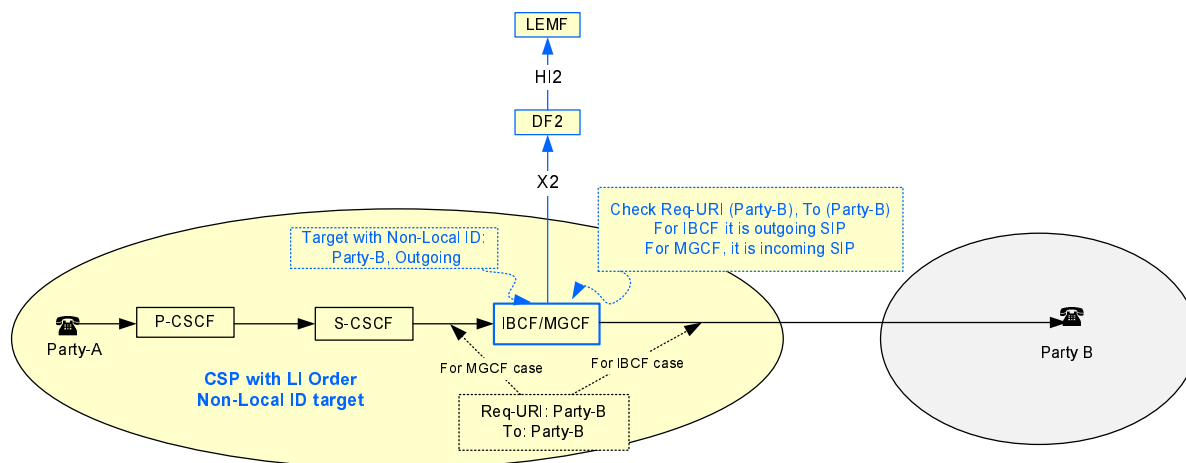 LEMF
HI2
DF2
X2
Check Req-URI (Party-B), To (Party-B)
For IBCF it is outgoing SIP
For MGCF, it is incoming SIP
Target with Non-Local ID:
Party-B, Outgoing
P-CSCF
S-CSCF
IBCF/MGCF
Party-A
Party B
For MGCF case
For IBCF case
CSP with LI Order
Non-Local ID target
Req-URI: Party-B
To: Party-B